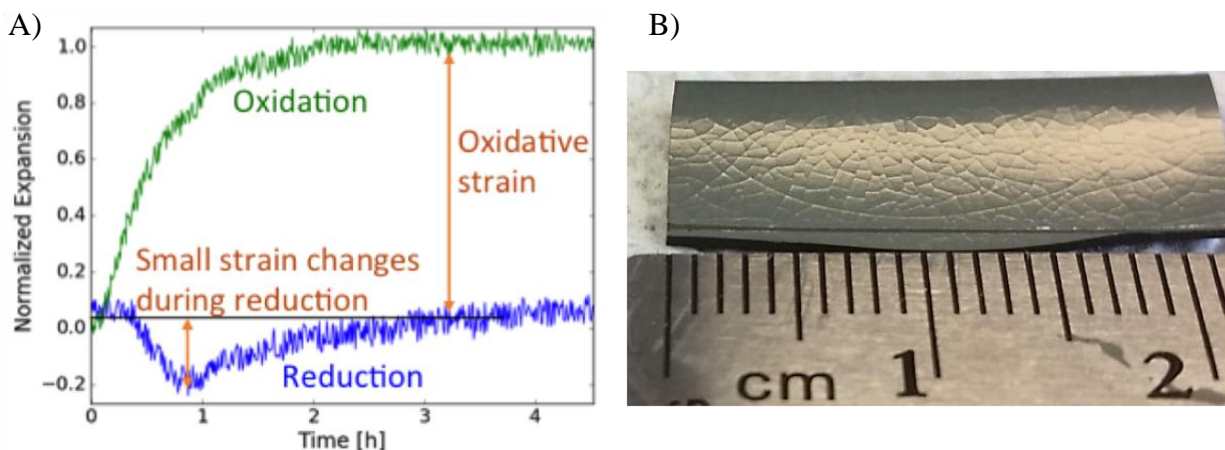 A)
B)
1.0
0.8
0.6
0.4
0.2
0.0
−0.2
Normalized Expansion
Oxidation
Oxidative
strain
Small strain changes
during reduction
Reduction
0 1 2 3 4
Time [h]
cm 1 2